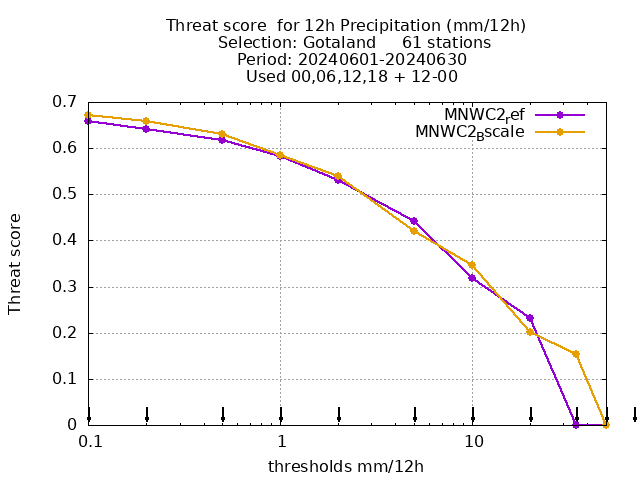 Threat score  for 12h Precipitation (mm/12h)
Selection: Gotaland     61 stations
Period: 20240601-20240630
Used 00,06,12,18 + 12-00
MNWC2ref
MNWC2Bscale
0.7
0.6
0.5
0.4
0.3
0.2
0.1
0
Threat score
0.1 1 10
thresholds mm/12h